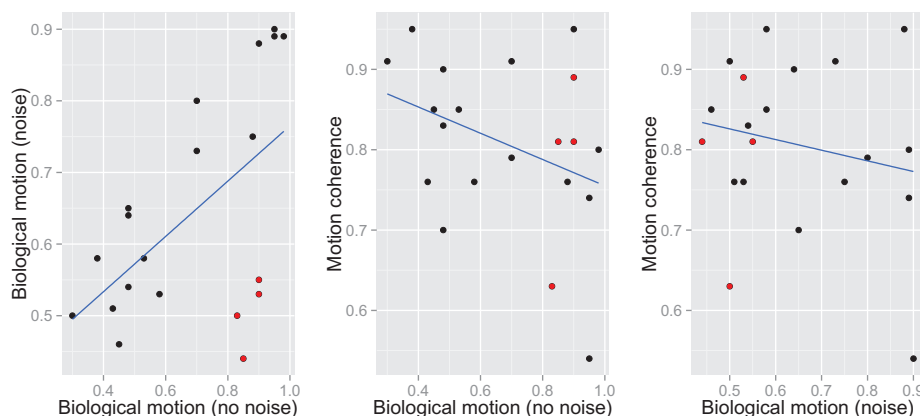 0.9
0.8
0.7
0.6
0.5
0.4 0.6 0.8 1.0
Biological motion (noise)
Biological motion (no noise)
0.9
0.8
0.7
0.6
0.4 0.6 0.8 1.0
Motion coherence
Biological motion (no noise)
0.9
0.8
0.7
0.6
0.5 0.6 0.7 0.8 0.9
Motion coherence
Biological motion (noise)